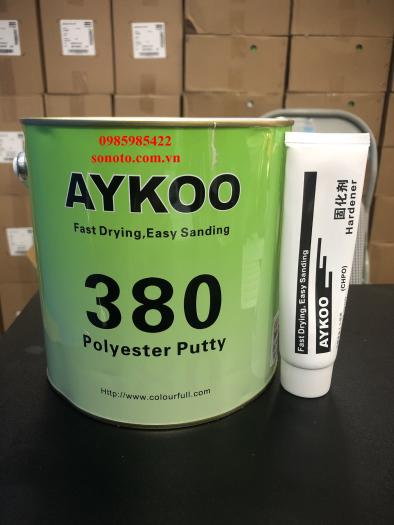 0985985422
sonoto.com.vn
AYKOO
Fast Drying,Easy Sanding
380
Polyester Putty
Http://www.colourfull.com
固化剂
Hardener
(CHPO)
AYKOO
Fast Drying, Easy Sanding